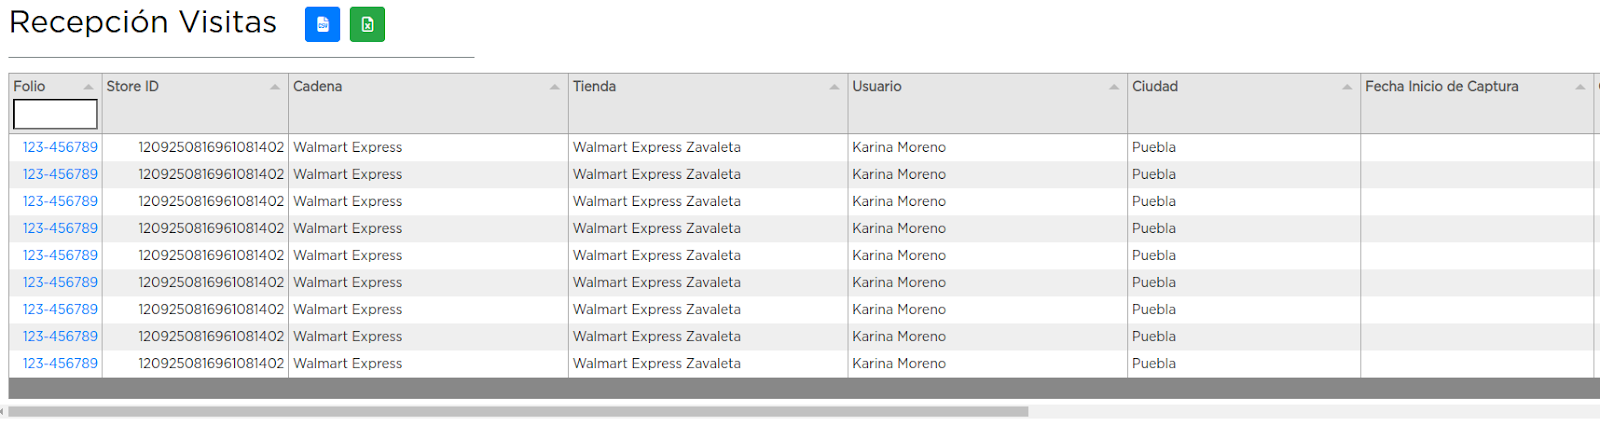 Recepción Visitas
CSV
Folio Store ID Cadena Tienda Usuario Ciudad Fecha Inicio de Captura
123-456789 1209250816961081402 Walmart Express Walmart Express Zavaleta Karina Moreno Puebla
123-456789 1209250816961081402 Walmart Express Walmart Express Zavaleta Karina Moreno Puebla
123-456789 1209250816961081402 Walmart Express Walmart Express Zavaleta Karina Moreno Puebla
123-456789 1209250816961081402 Walmart Express Walmart Express Zavaleta Karina Moreno Puebla
123-456789 1209250816961081402 Walmart Express Walmart Express Zavaleta Karina Moreno Puebla
123-456789 1209250816961081402 Walmart Express Walmart Express Zavaleta Karina Moreno Puebla
123-456789 1209250816961081402 Walmart Express Walmart Express Zavaleta Karina Moreno Puebla
123-456789 1209250816961081402 Walmart Express Walmart Express Zavaleta Karina Moreno Puebla
123-456789 1209250816961081402 Walmart Express Walmart Express Zavaleta Karina Moreno Puebla